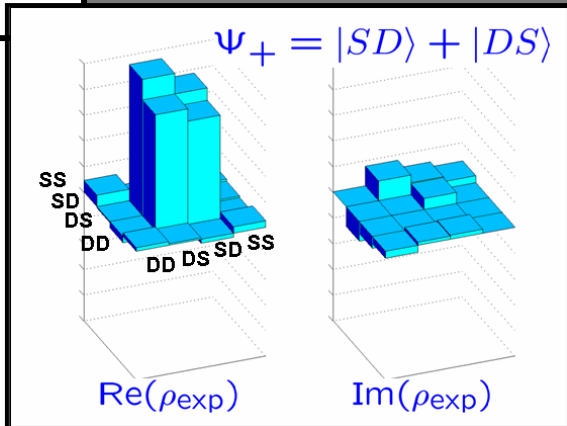 Ψ₊ = |SD⟩ + |DS⟩
SS
SD
DS
DD
DD DS SD SS
Re(ρexp) Im(ρexp)